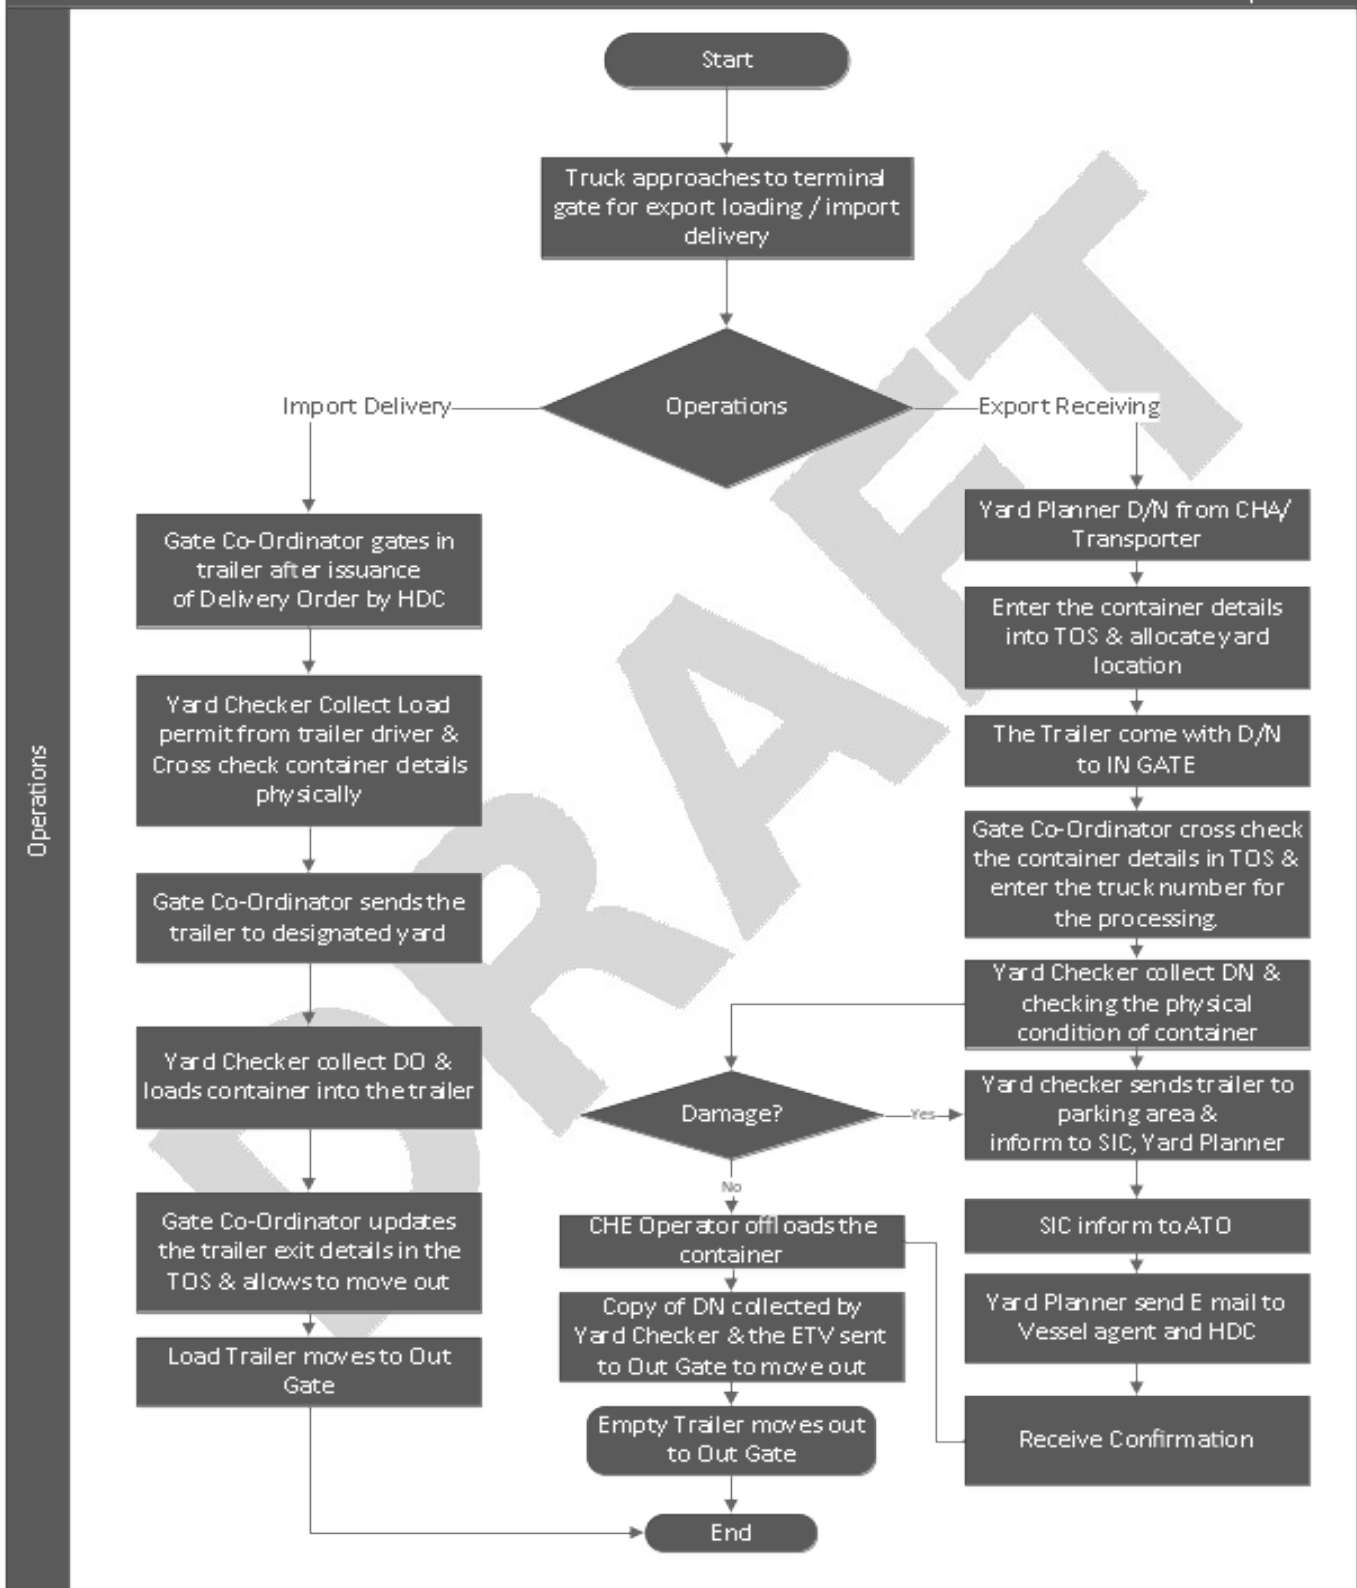 Start
Truck approaches to terminal
gate for export loading / import
delivery
Operations
Import Delivery
Export Receiving
Gate Co-Ordinator gates in
trailer after issuance
of Delivery Order by HDC
Yard Checker Collect Load
permit from trailer driver &
Cross check container details
physically
Gate Co-Ordinator sends the
trailer to designated yard
Yard Checker collect DO &
loads container into the trailer
Gate Co-Ordinator updates
the trailer exit details in the
TOS & allows to move out
Load Trailer moves to Out
Gate
Yard Planner D/N from CHA/
Transporter
Enter the container details
into TOS & allocate yard
location
The Trailer come with D/N
to IN GATE
Gate Co-Ordinator cross check
the container details in TOS &
enter the truck number for
the processing.
Yard Checker collect DN &
checking the physical
condition of container
Damage?
Yes
No
Yard checker sends trailer to
parking area &
inform to SIC, Yard Planner
SIC inform to ATO
Yard Planner send E mail to
Vessel agent and HDC
Receive Confirmation
CHE Operator offloads the
container
Copy of DN collected by
Yard Checker & the ETV sent
to Out Gate to move out
Empty Trailer moves out
to Out Gate
End
Operations
DRAFT